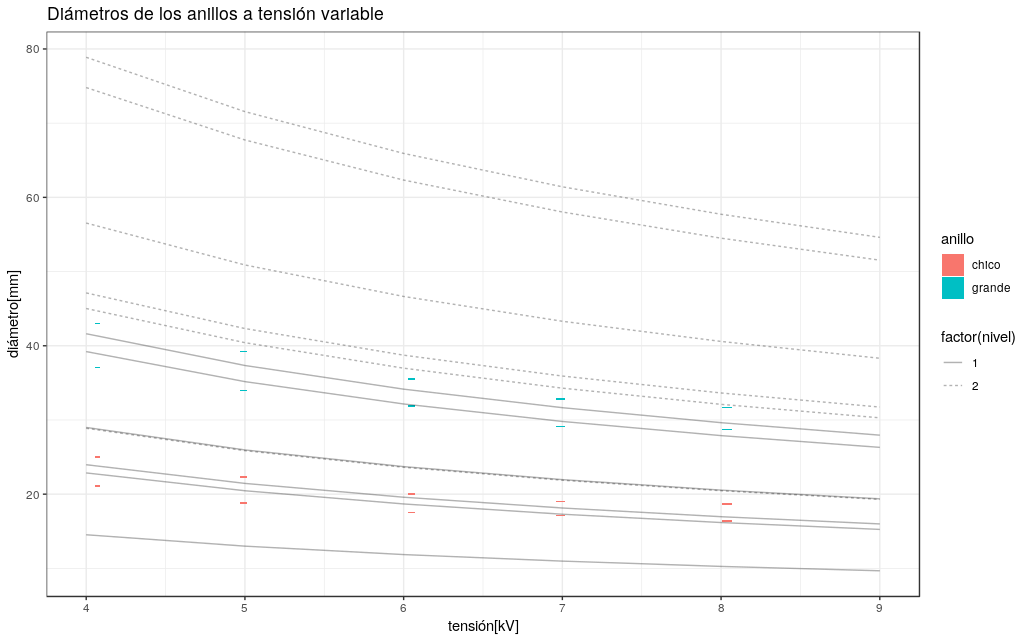 Diámetros de los anillos a tensión variable
diámetro[mm]
80
60
40
20
4 5 6 7 8 9
tensión[kV]
anillo
chico
grande
factor(nivel)
1
2